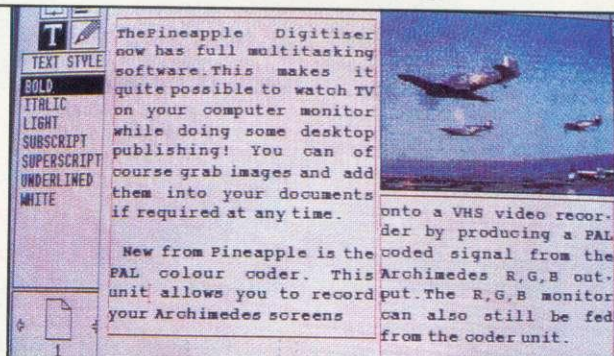 TEXT STYLE
BOLD
ITALIC
LIGHT
SUBSCRIPT
SUPERSCRIPT
UNDERLINED
WHITE
1
ThePineapple Digitiser
now has full multitasking
software.This makes it
quite possible to watch TV
on your computer monitor
while doing some desktop
publishing! You can of
course grab images and add
them into your documents
if required at any time.
New from Pineapple is the
PAL colour coder. This
unit allows you to record
your Archimedes screens
onto a VHS video recor-
der by producing a PAL
coded signal from the
Archimedes R,G,B out-
put.The R,G,B monitor
can also still be fed
from the coder unit.